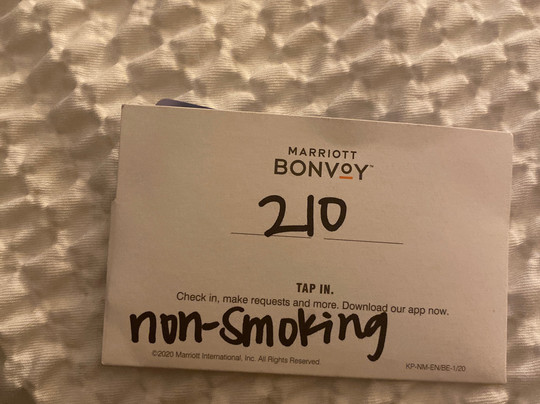 MARRIOTT
BONVOY™
210
TAP IN.
Check in, make requests and more. Download our app now.
non-smoking
©2020 Marriott International, Inc. All Rights Reserved.
KP-NM-EN/BE-1/20